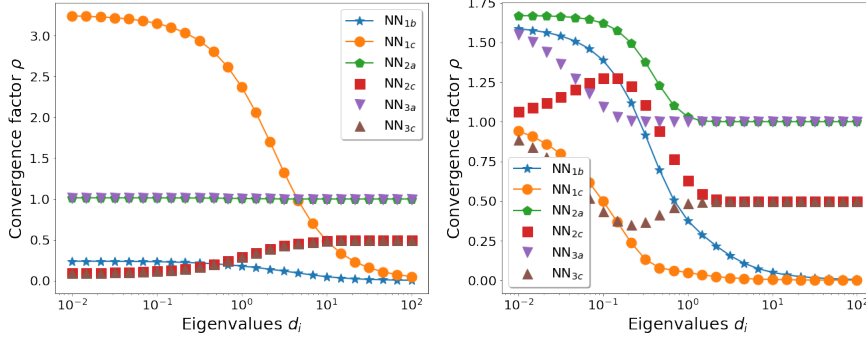 Convergence factor ρ
3.0
2.5
2.0
1.5
1.0
0.5
0.0
10⁻²
10⁻¹
10⁰
10¹
10²
Eigenvalues dᵢ
NN₁b
NN₁c
NN₂a
NN₂c
NN₃a
NN₃c
Convergence factor ρ
1.75
1.50
1.25
1.00
0.75
0.50
0.25
0.00
10⁻²
10⁻¹
10⁰
10¹
10²
Eigenvalues dᵢ
NN₁b
NN₁c
NN₂a
NN₂c
NN₃a
NN₃c